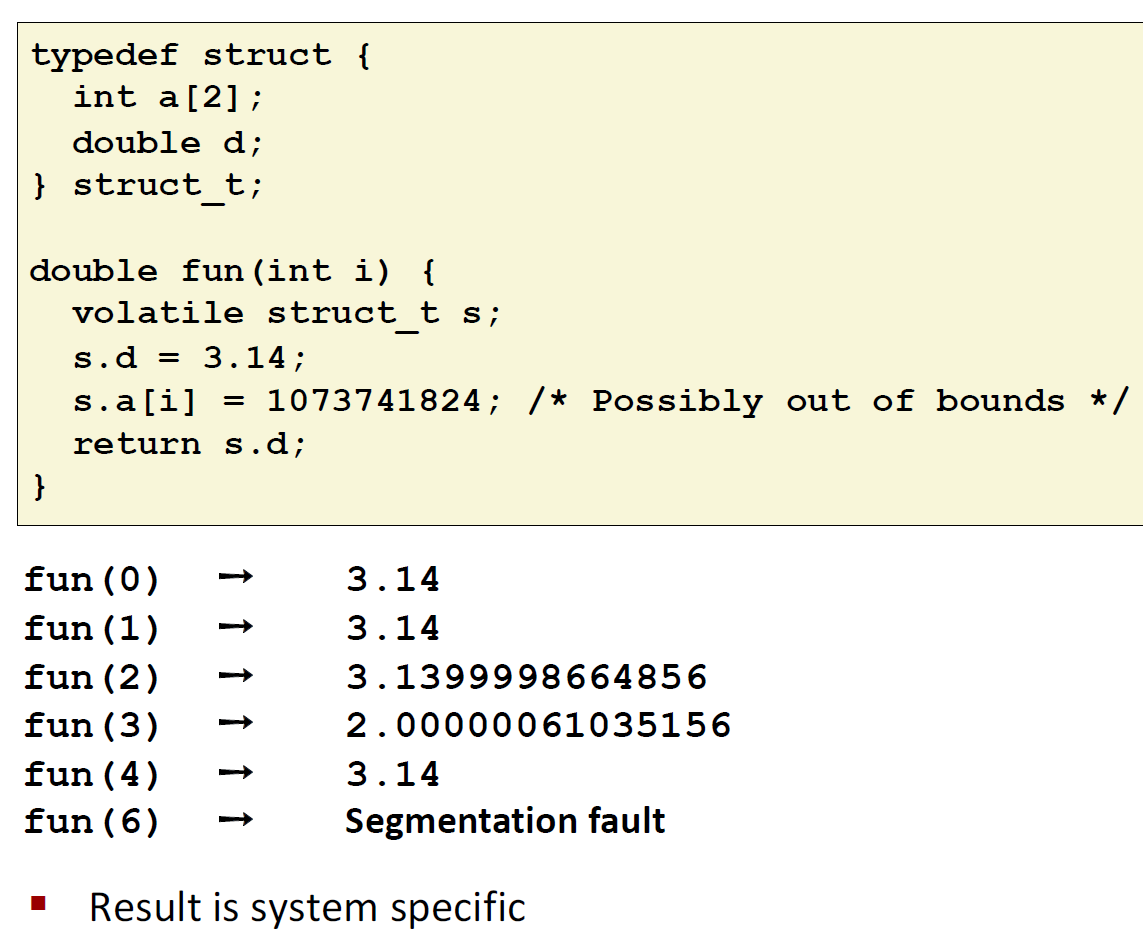 typedef struct {
  int a[2];
  double d;
} struct_t;

double fun(int i) {
  volatile struct_t s;
  s.d = 3.14;
  s.a[i] = 1073741824; /* Possibly out of bounds */
  return s.d;
}

fun(0) → 3.14
fun(1) → 3.14
fun(2) → 3.1399998664856
fun(3) → 2.00000061035156
fun(4) → 3.14
fun(6) → Segmentation fault
▪ Result is system specific